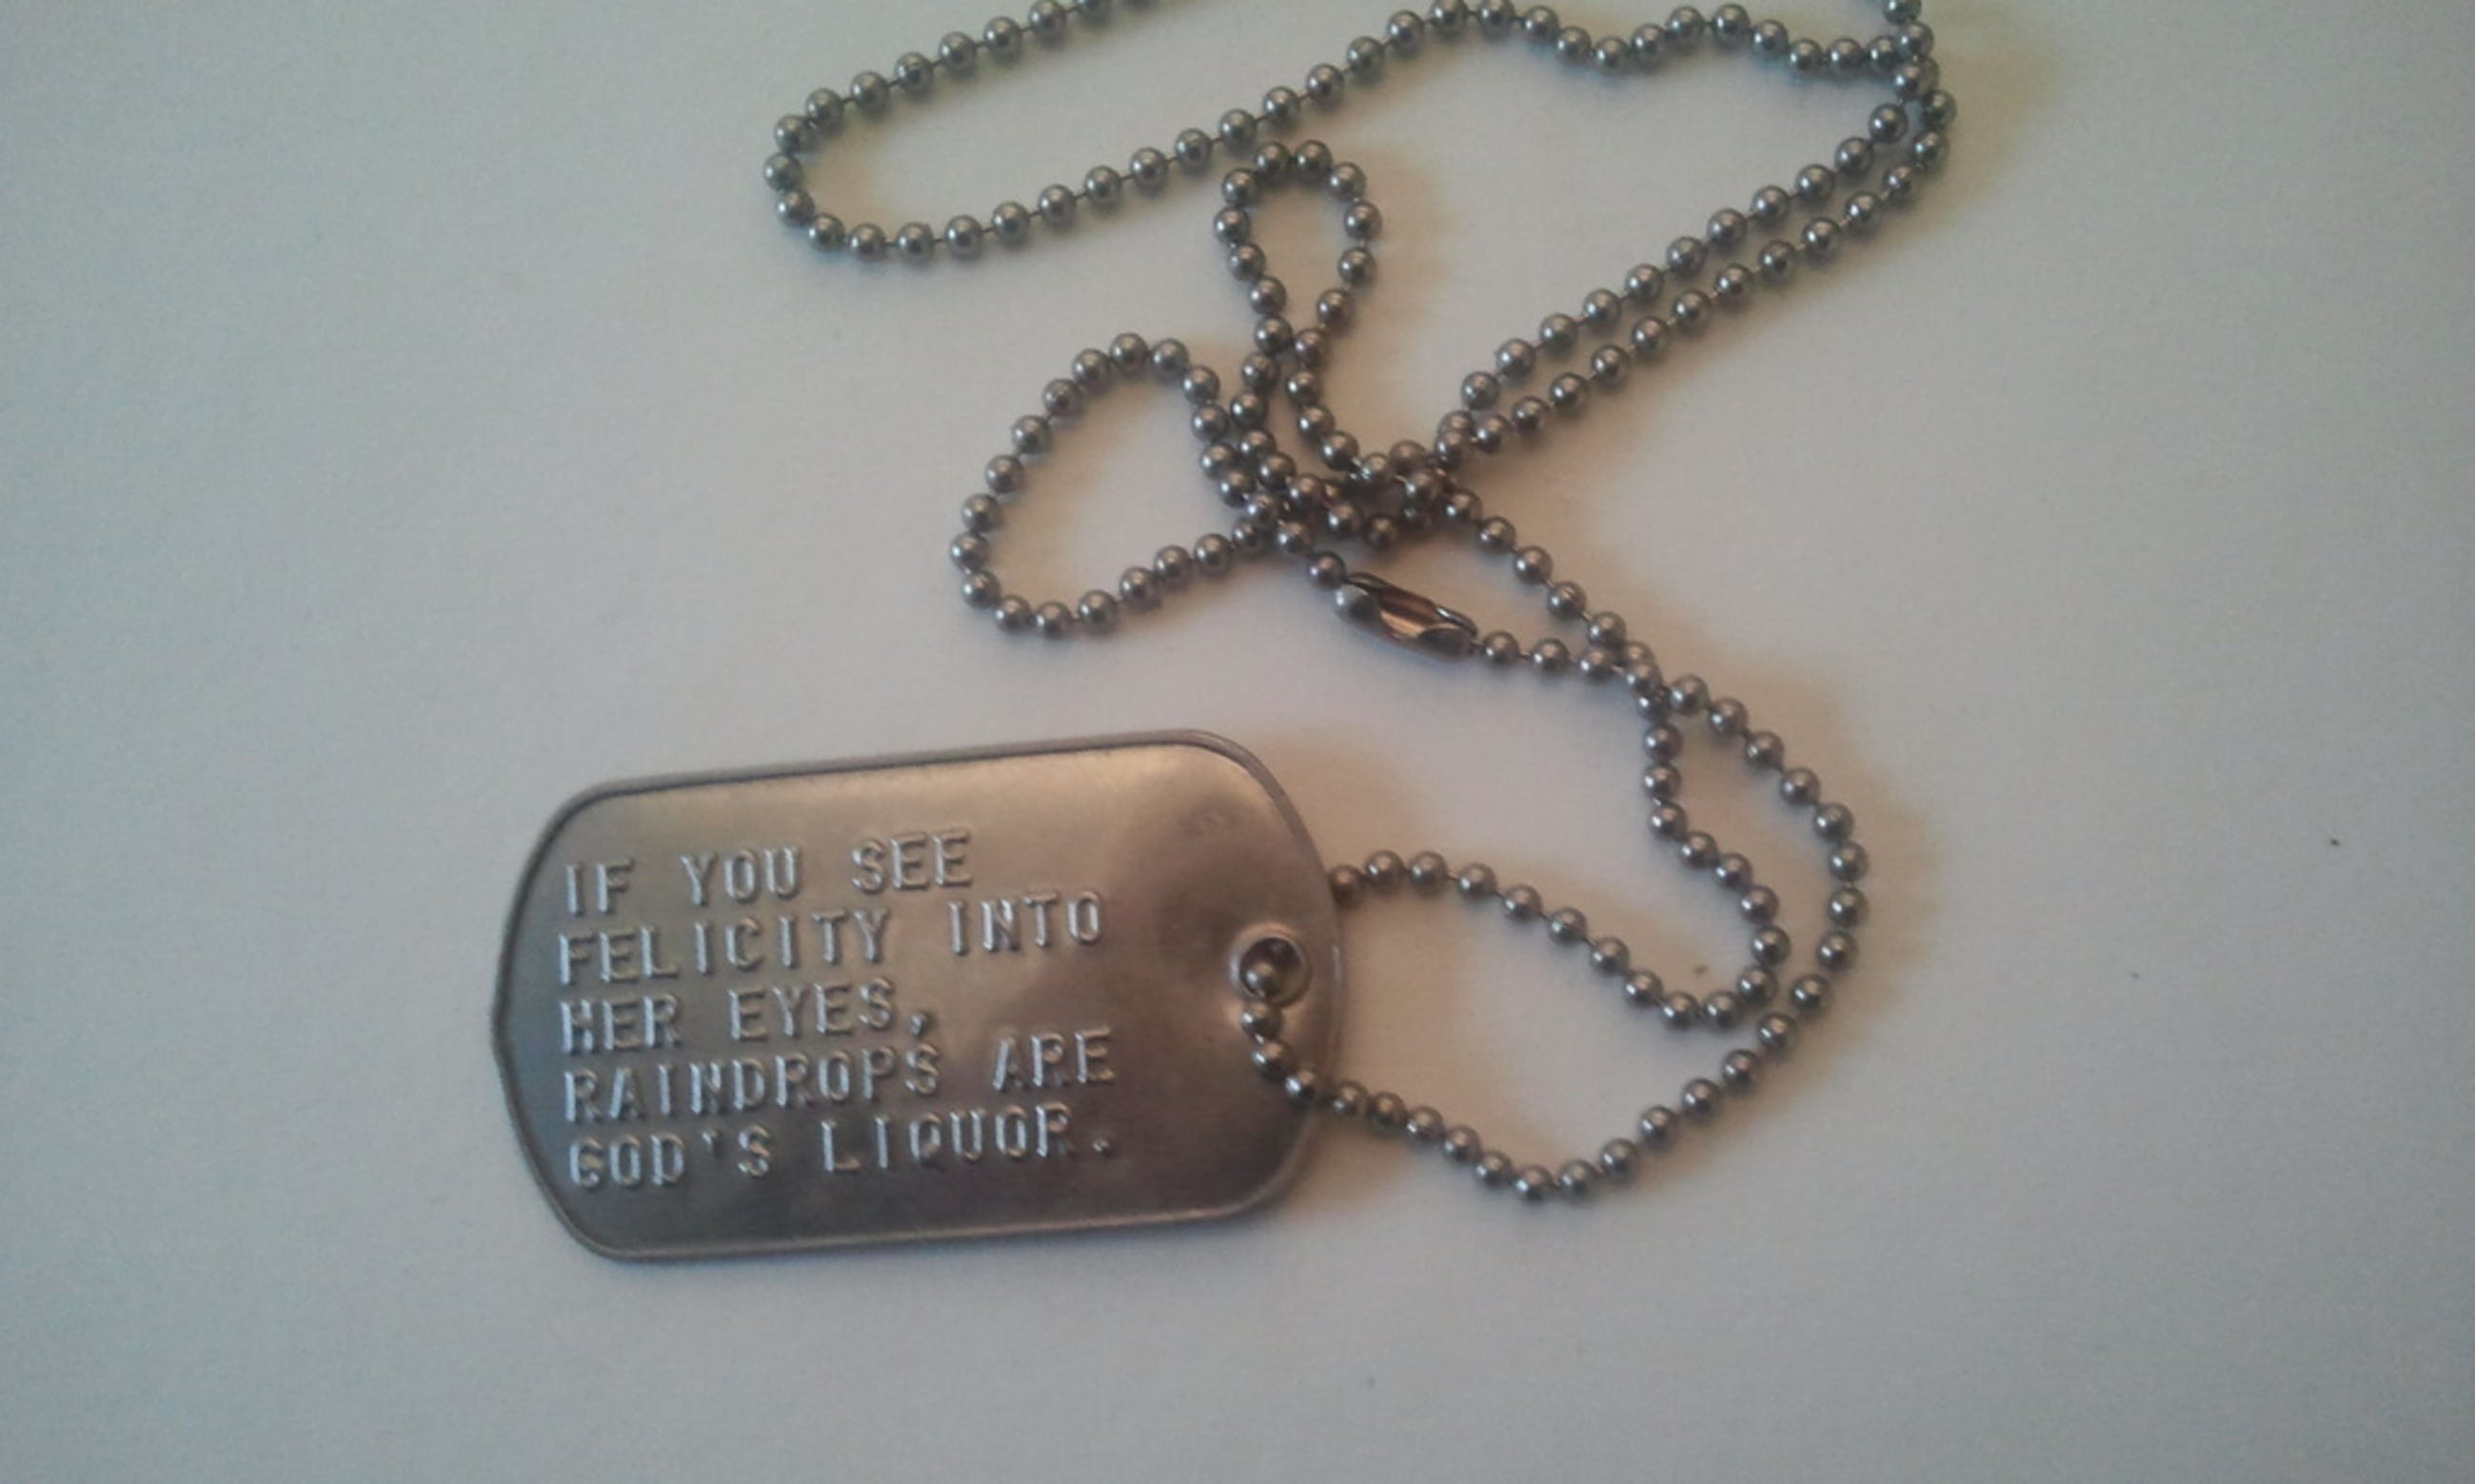 IF YOU SEE
FELICITY INTO
HER EYES,
RAINDROPS ARE
GOD'S LIQUOR.